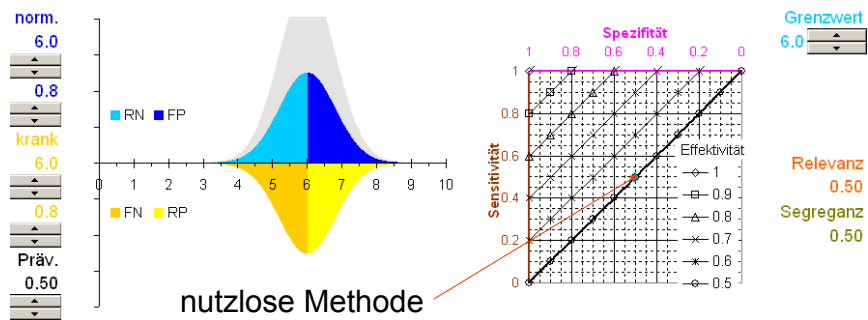 norm.
6.0
0.8
krank
6.0
0.8
Präv.
0.50
RN FP
0 1 2 3 4 5 6 7 8 9 10
FN RP
nutzlose Methode
Spezifität
1 0.8 0.6 0.4 0.2 0
Sensitivität
1
0.8
0.6
0.4
0.2
0
Effektivität
1
0.9
0.8
0.7
0.6
0.5
Grenzwert
6.0
Relevanz
0.50
Segreganz
0.50